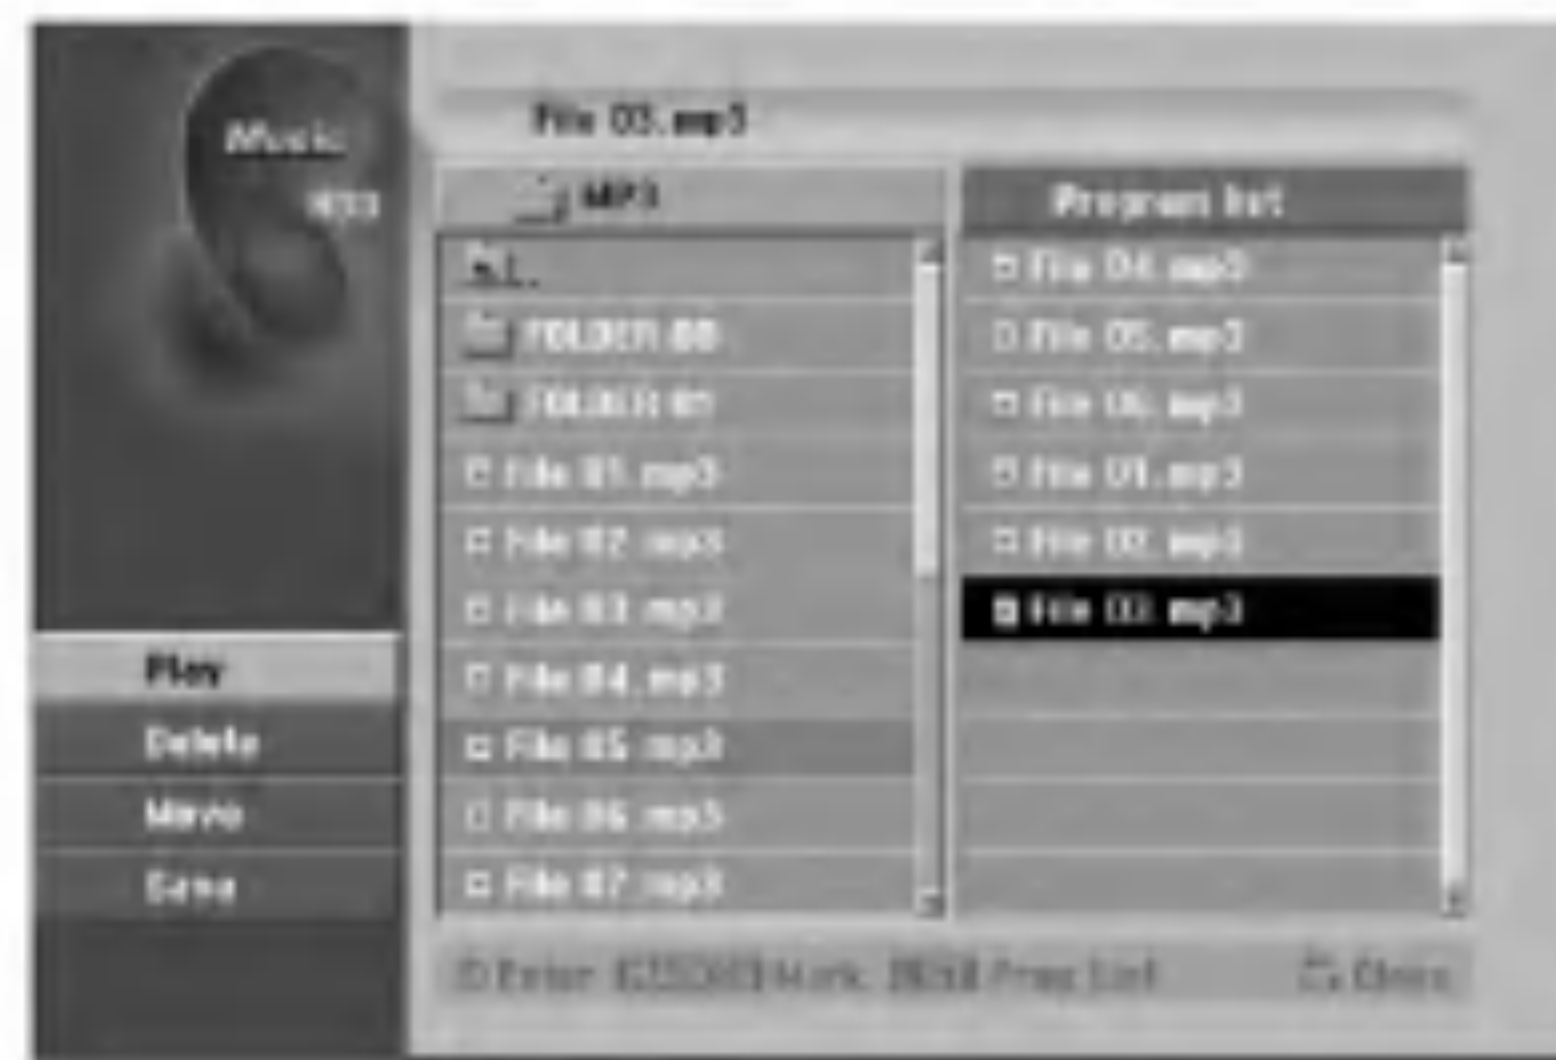 Music
File 03.mp3
MP3
Program list
FOLDER 00
FOLDER 01
File 01.mp3
File 02.mp3
File 03.mp3
File 04.mp3
File 05.mp3
File 06.mp3
File 07.mp3
File 04.mp3
File 05.mp3
File 06.mp3
File 01.mp3
File 02.mp3
File 03.mp3
Play
Delete
Move
Save
Enter Mark Prog List Close